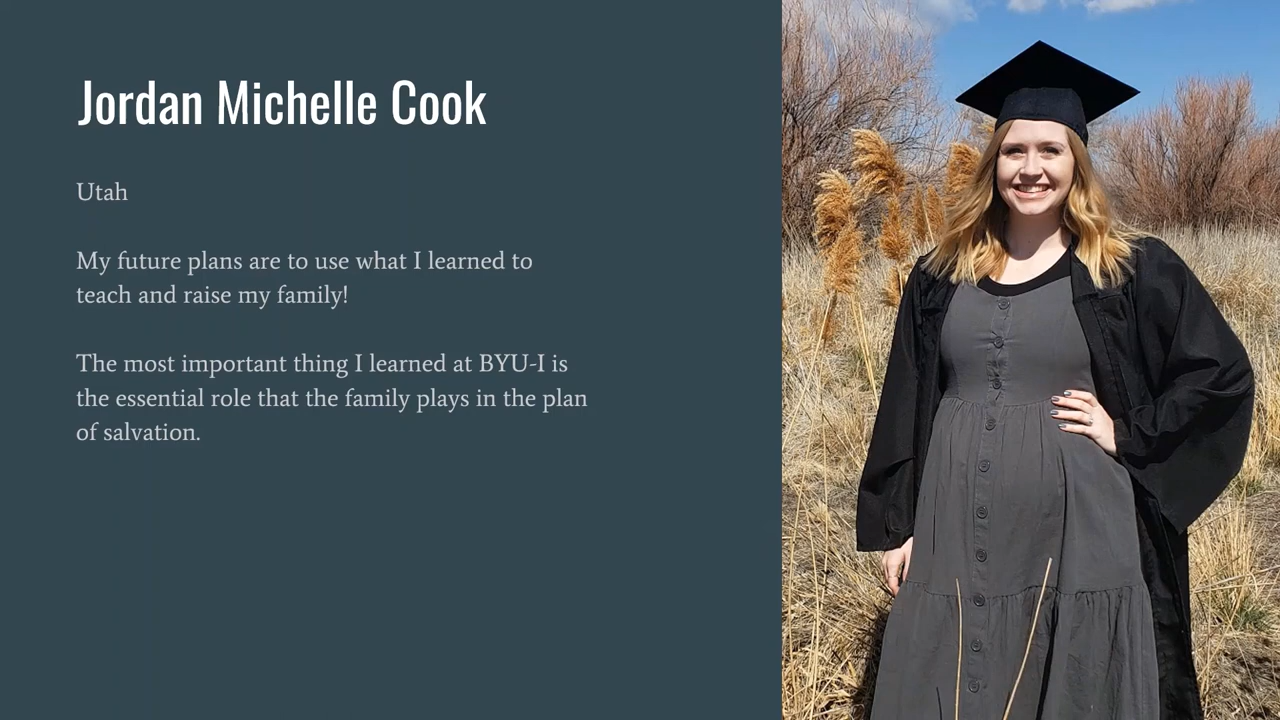 Jordan Michelle Cook
Utah
My future plans are to use what I learned to
teach and raise my family!
The most important thing I learned at BYU-I is
the essential role that the family plays in the plan
of salvation.